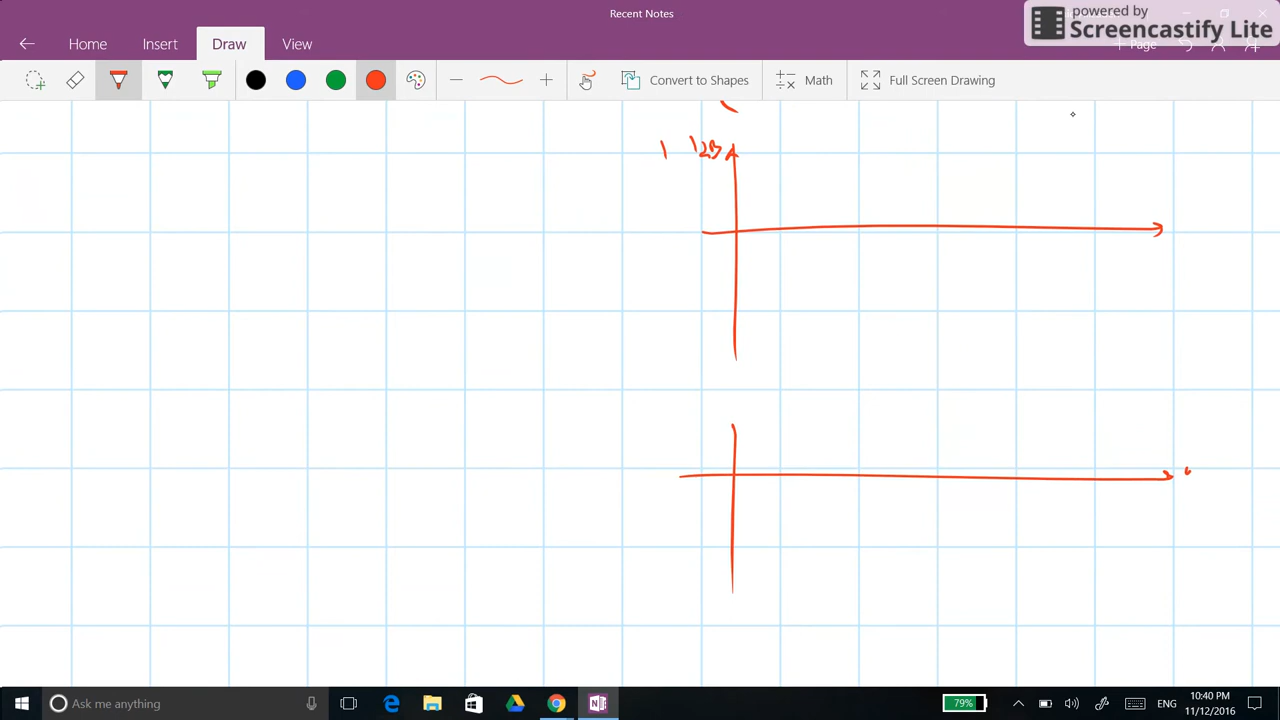 Recent Notes
powered by
Screencastify Lite
Home Insert Draw View
Page
Convert to Shapes Math Full Screen Drawing
Ask me anything
79%
ENG
10:40 PM
11/12/2016